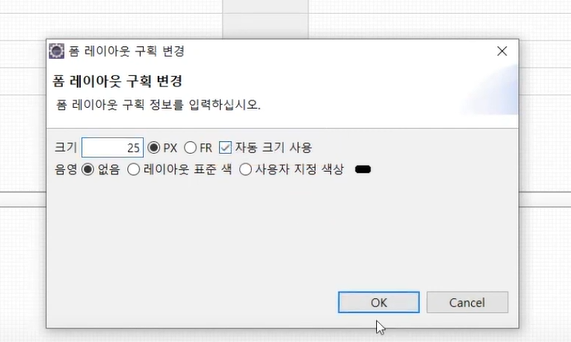 폼 레이아웃 구획 변경
폼 레이아웃 구획 변경
폼 레이아웃 구획 정보를 입력하십시오.
크기 25 PX FR 자동 크기 사용
음영 없음 레이아웃 표준 색 사용자 지정 색상
OK Cancel